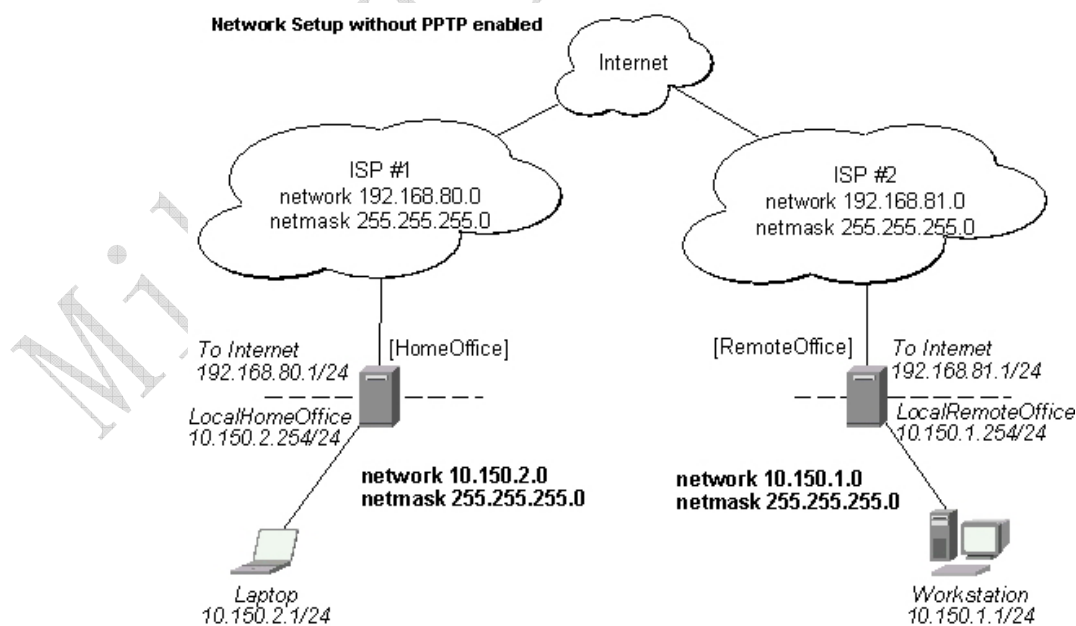 Network Setup without PPTP enabled
Internet
ISP #1
network 192.168.80.0
netmask 255.255.255.0
ISP #2
network 192.168.81.0
netmask 255.255.255.0
To Internet
192.168.80.1/24
[HomeOffice]
LocalHomeOffice
10.150.2.254/24
[RemoteOffice]
To Internet
192.168.81.1/24
LocalRemoteOffice
10.150.1.254/24
network 10.150.2.0
netmask 255.255.255.0
network 10.150.1.0
netmask 255.255.255.0
Laptop
10.150.2.1/24
Workstation
10.150.1.1/24